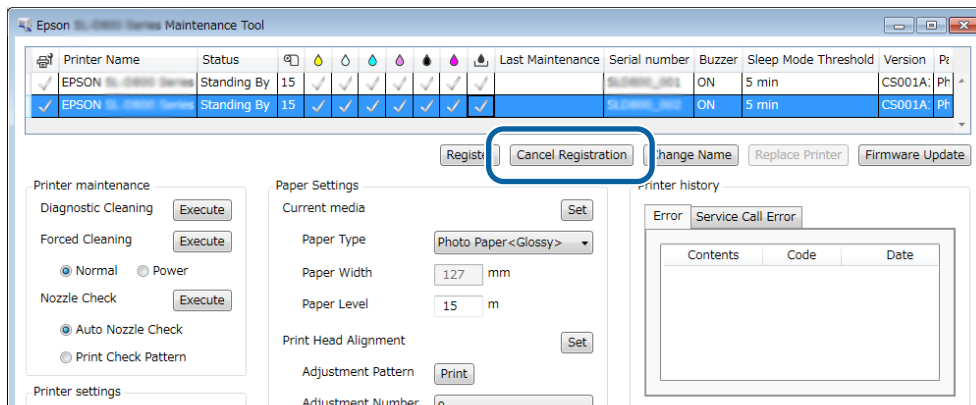 Epson Maintenance Tool
Printer Name Status Last Maintenance Serial number Buzzer Sleep Mode Threshold Version Pa
EPSON Standing By 15 ON 5 min CS001A: Ph
EPSON Standing By 15 ON 5 min CS001A: Ph
Register Cancel Registration Change Name Replace Printer Firmware Update
Printer maintenance
Diagnostic Cleaning Execute
Forced Cleaning Execute
Normal Power
Nozzle Check Execute
Auto Nozzle Check
Print Check Pattern
Printer settings
Paper Settings
Current media Set
Paper Type Photo Paper<Glossy>
Paper Width 127 mm
Paper Level 15 m
Print Head Alignment Set
Adjustment Pattern Print
Adjustment Number
Printer history
Error Service Call Error
Contents Code Date